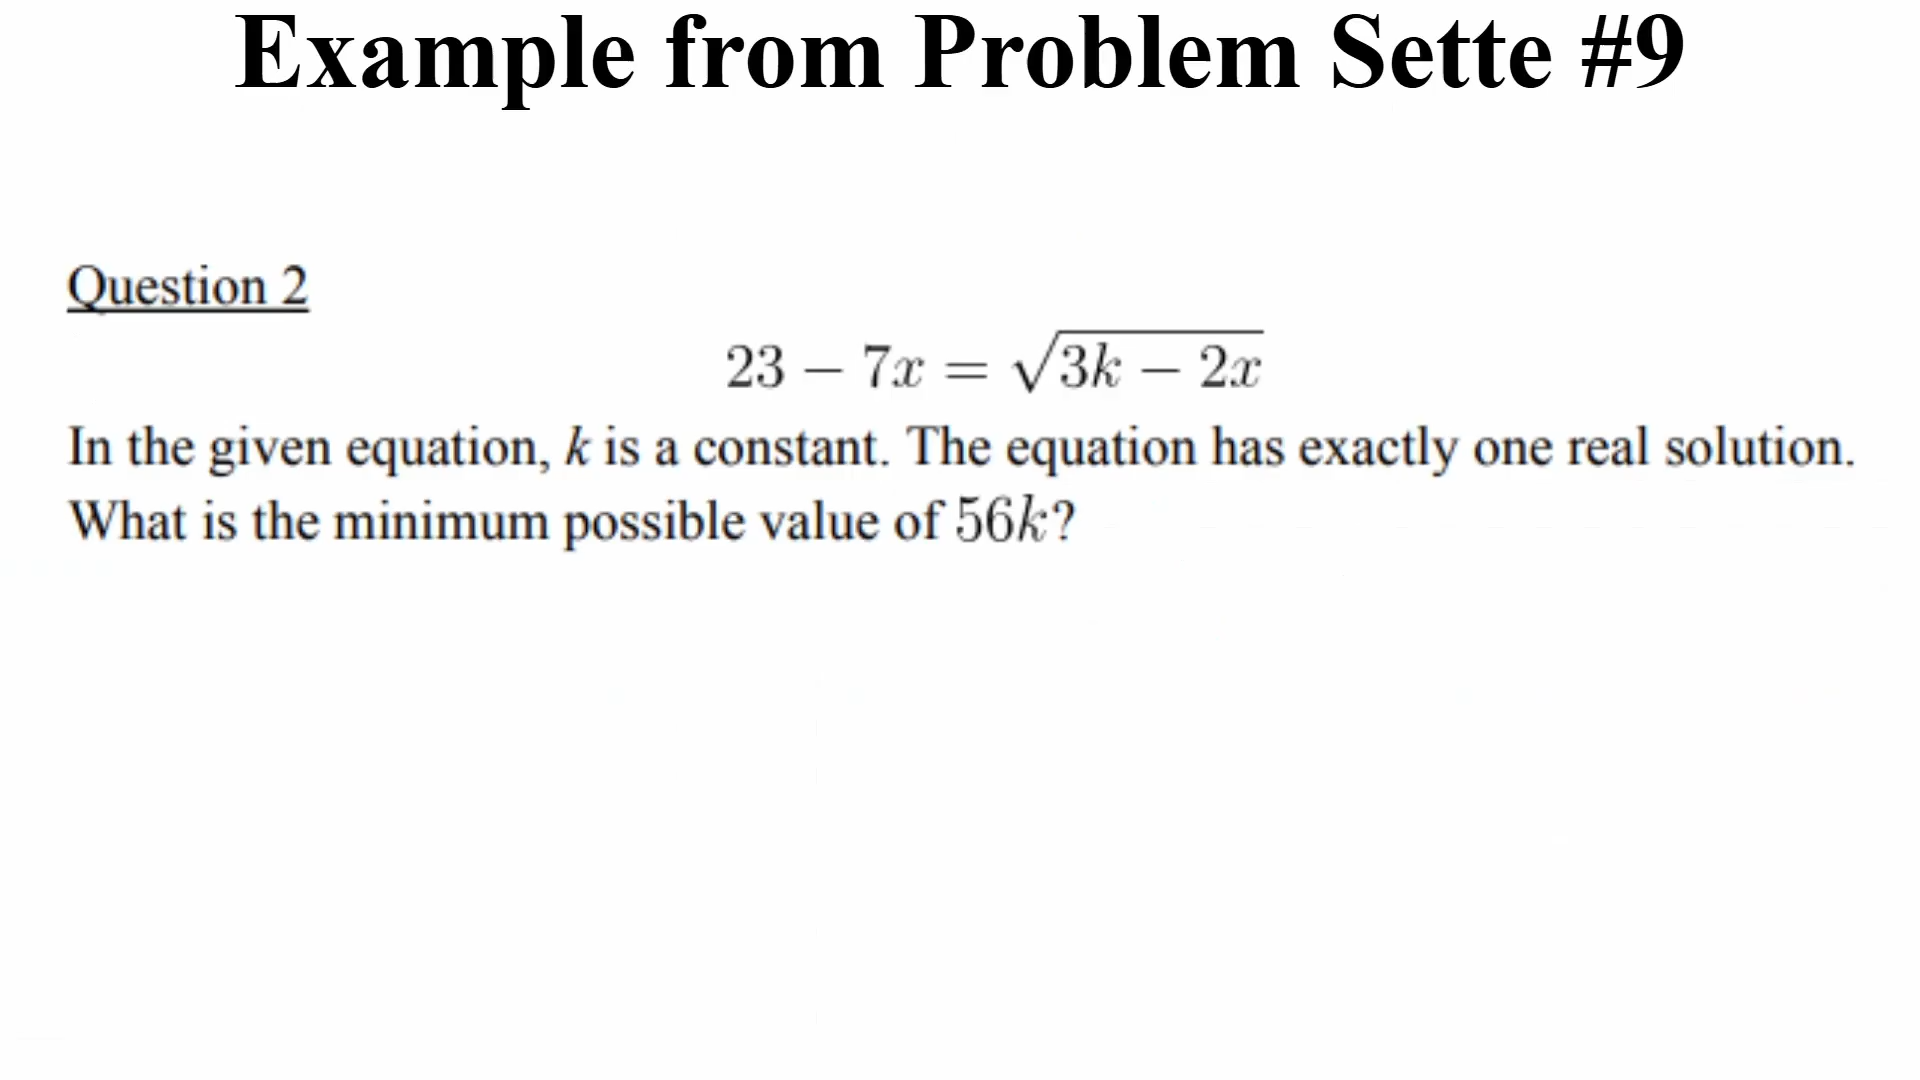 Example from Problem Sette #9
Question 2
23 − 7x = √3k − 2x
In the given equation, k is a constant. The equation has exactly one real solution.
What is the minimum possible value of 56k?